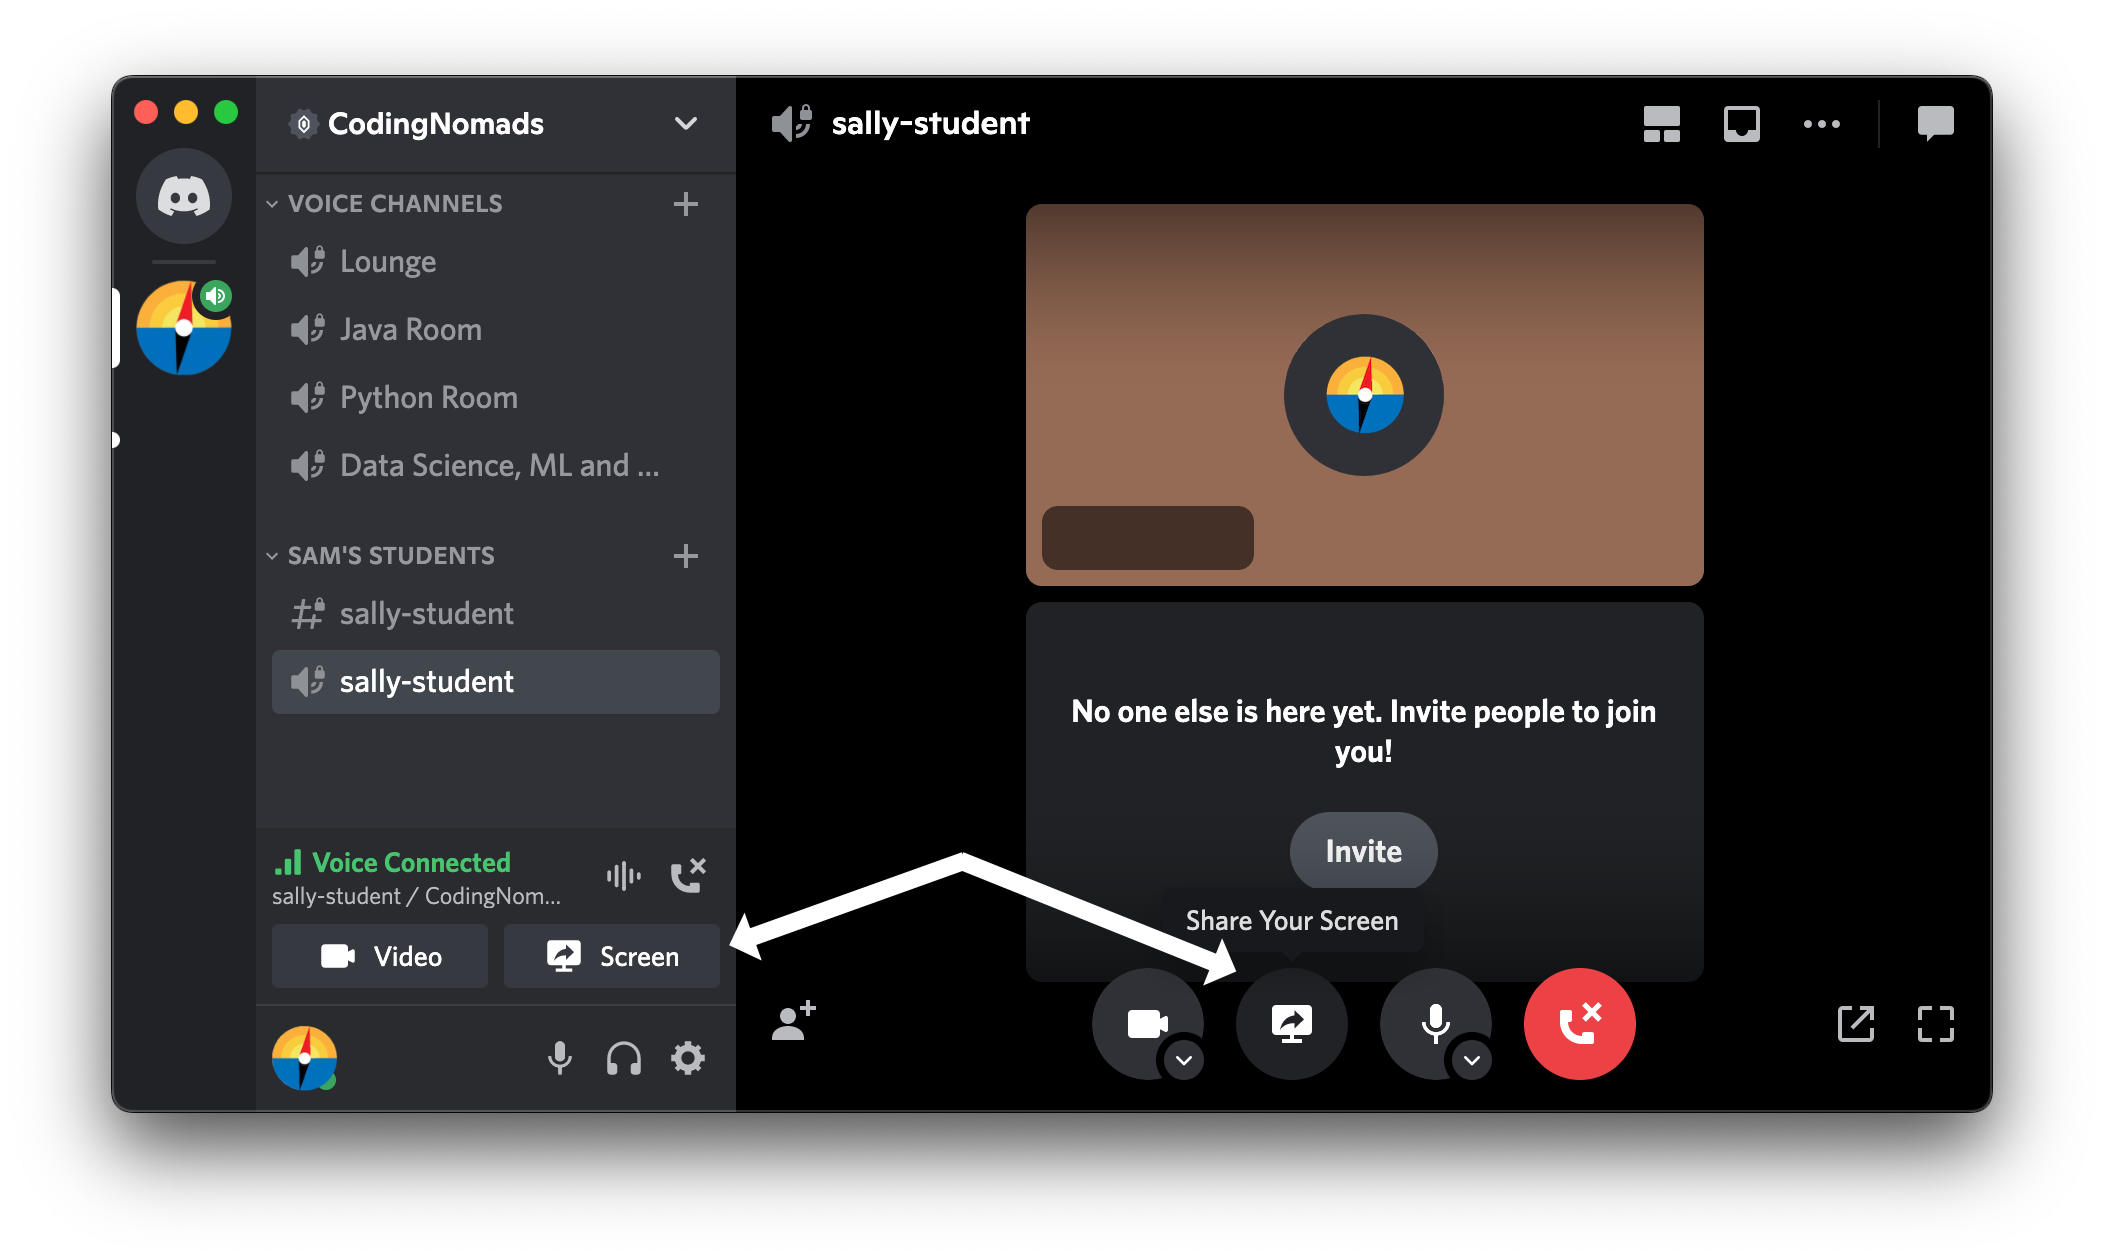 CodingNomads
VOICE CHANNELS
Lounge
Java Room
Python Room
Data Science, ML and ...
SAM'S STUDENTS
sally-student
sally-student
Voice Connected
sally-student / CodingNom...
Video
Screen
sally-student
No one else is here yet. Invite people to join
you!
Invite
Share Your Screen